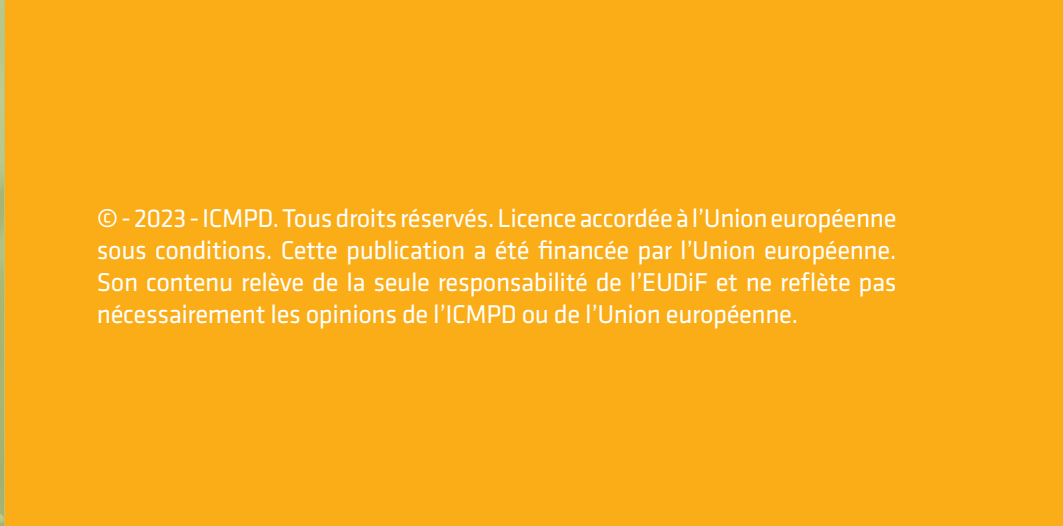 © - 2023 - ICMPD. Tous droits réservés. Licence accordée à l'Union européenne
sous conditions. Cette publication a été financée par l'Union européenne.
Son contenu relève de la seule responsabilité de l'EUDiF et ne reflète pas
nécessairement les opinions de l'ICMPD ou de l'Union européenne.